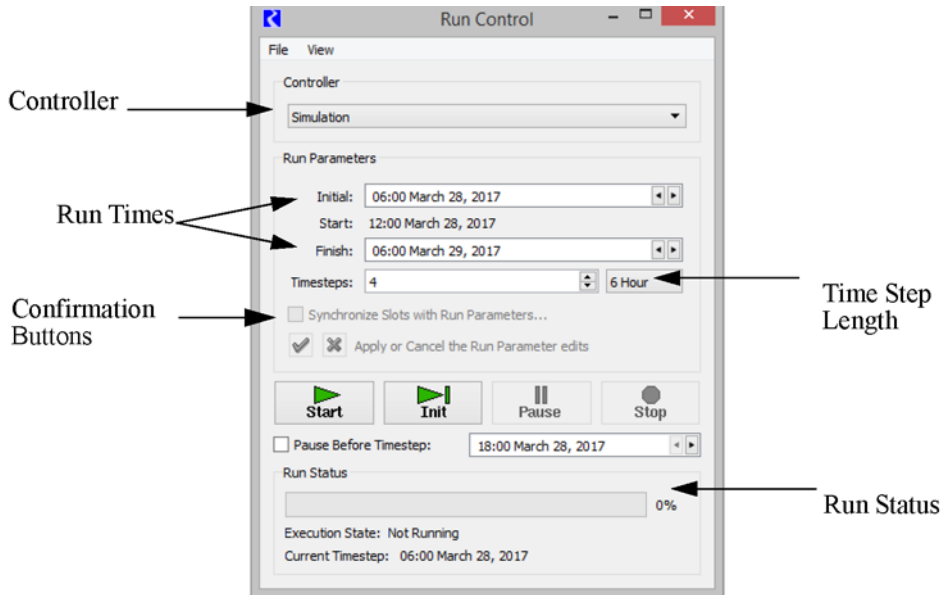 Run Control
File View
Controller
Controller
Simulation
Run Parameters
Run Times
Initial: 06:00 March 28, 2017
Start: 12:00 March 28, 2017
Finish: 06:00 March 29, 2017
Timesteps: 4 6 Hour
Time Step
Length
Confirmation
Buttons
Synchronize Slots with Run Parameters...
Apply or Cancel the Run Parameter edits
Start Init Pause Stop
Pause Before Timestep: 18:00 March 28, 2017
Run Status
0%
Run Status
Execution State: Not Running
Current Timestep: 06:00 March 28, 2017